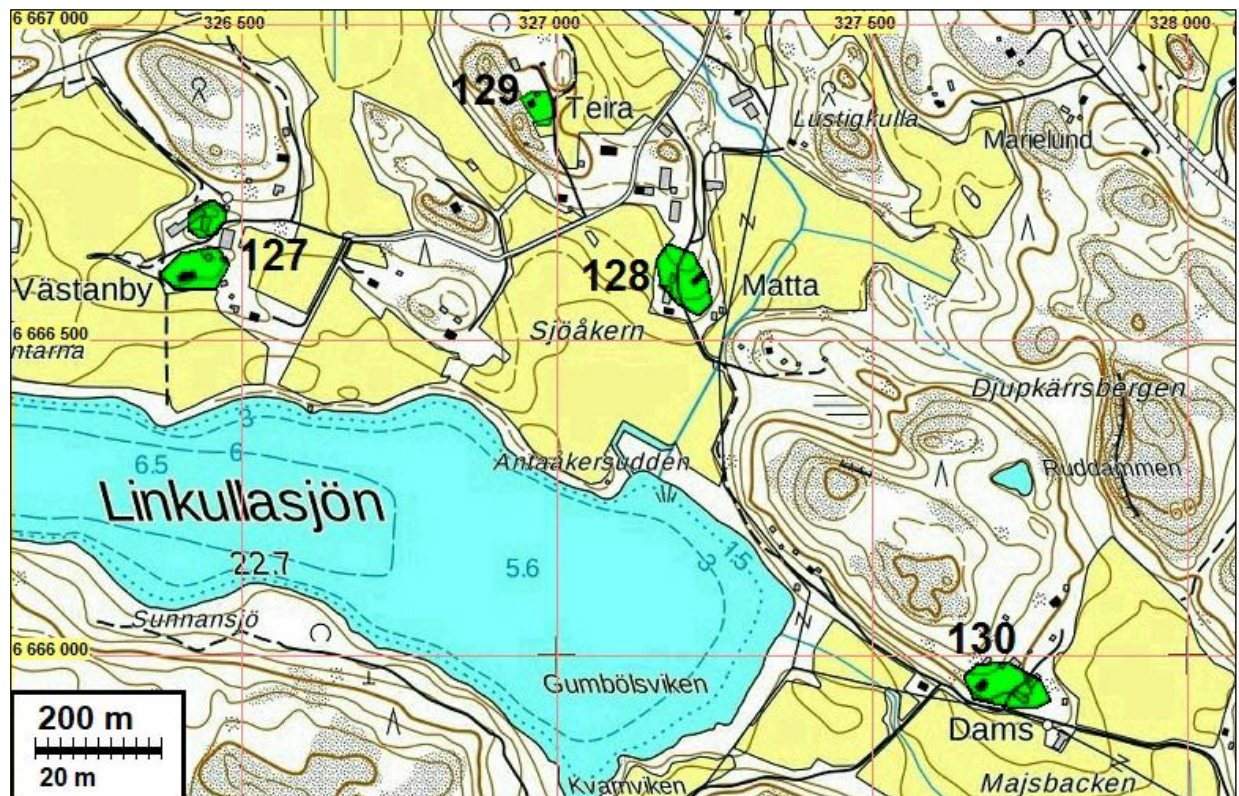 6 667 000
326 500
327 000
327 500
328 000
129
Teira
Lustigkulla
Marielund
127
Västanby
128
Matta
Sjöåkern
6 666 500
ntarna
Djupkärrsbergen
3
6
6.5
Antaåkersudden
Ruddammen
Linkullasjön
60
22.7
5.6
3
1.5
Sunnansjö
6 666 000
130
Gumbölsviken
200 m
20 m
Dams
Kvarnviken
Majsbacken